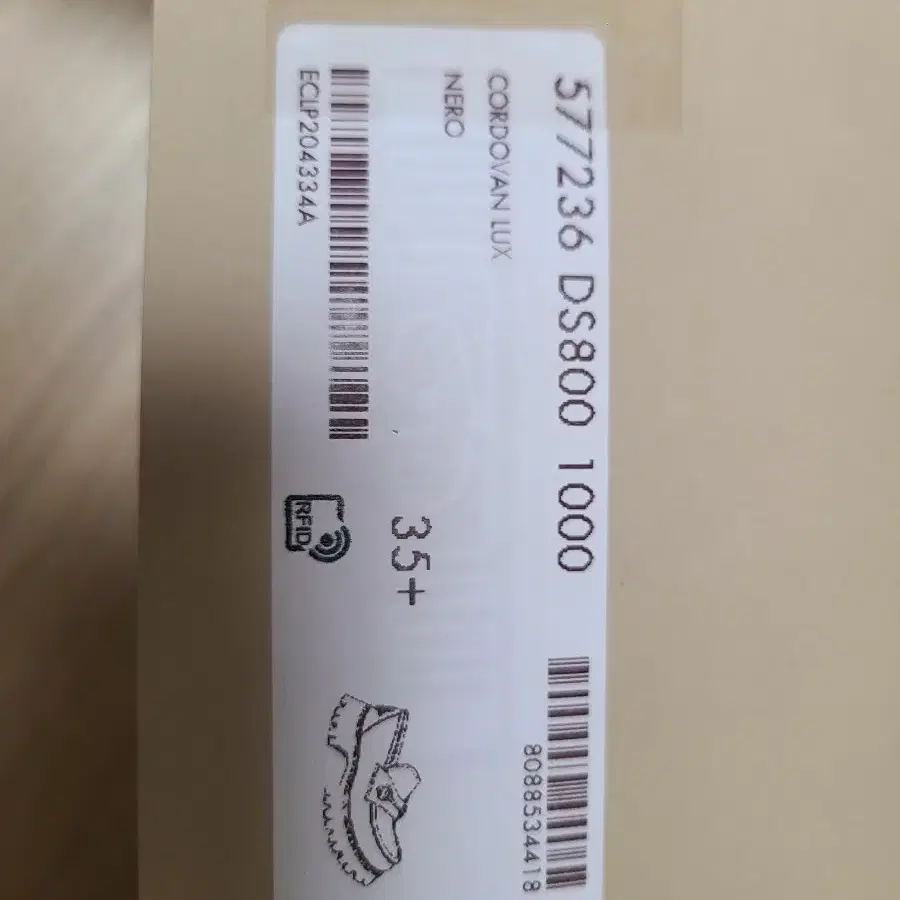 577236 DS800 1000
8088534418
CORDOVAN LUX
NERO
35+
ECLP204334A
RFID